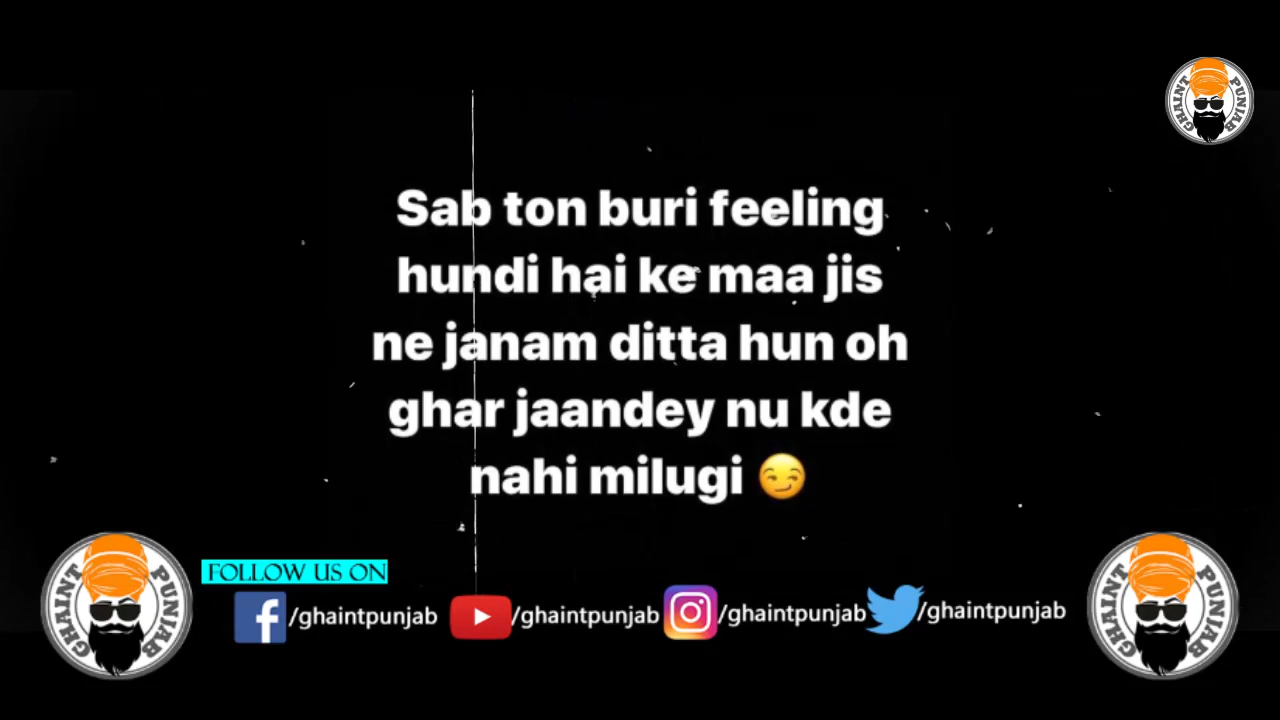 GHAINT PUNJAB
Sab ton buri feeling
hundi hai ke maa jis
ne janam ditta hun oh
ghar jaandey nu kde
nahi milugi 😏
GHAINT PUNJAB
FOLLOW US ON
/ghaintpunjab /ghaintpunjab /ghaintpunjab /ghaintpunjab
GHAINT PUNJAB